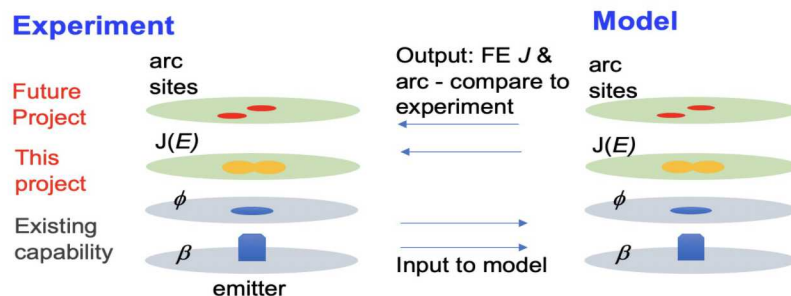 Experiment
Model
arc
sites
Output: FE J &
arc - compare to
experiment
arc
sites
Future
Project
J(E)
J(E)
This
project
ϕ
ϕ
Existing
capability
β
β
Input to model
emitter